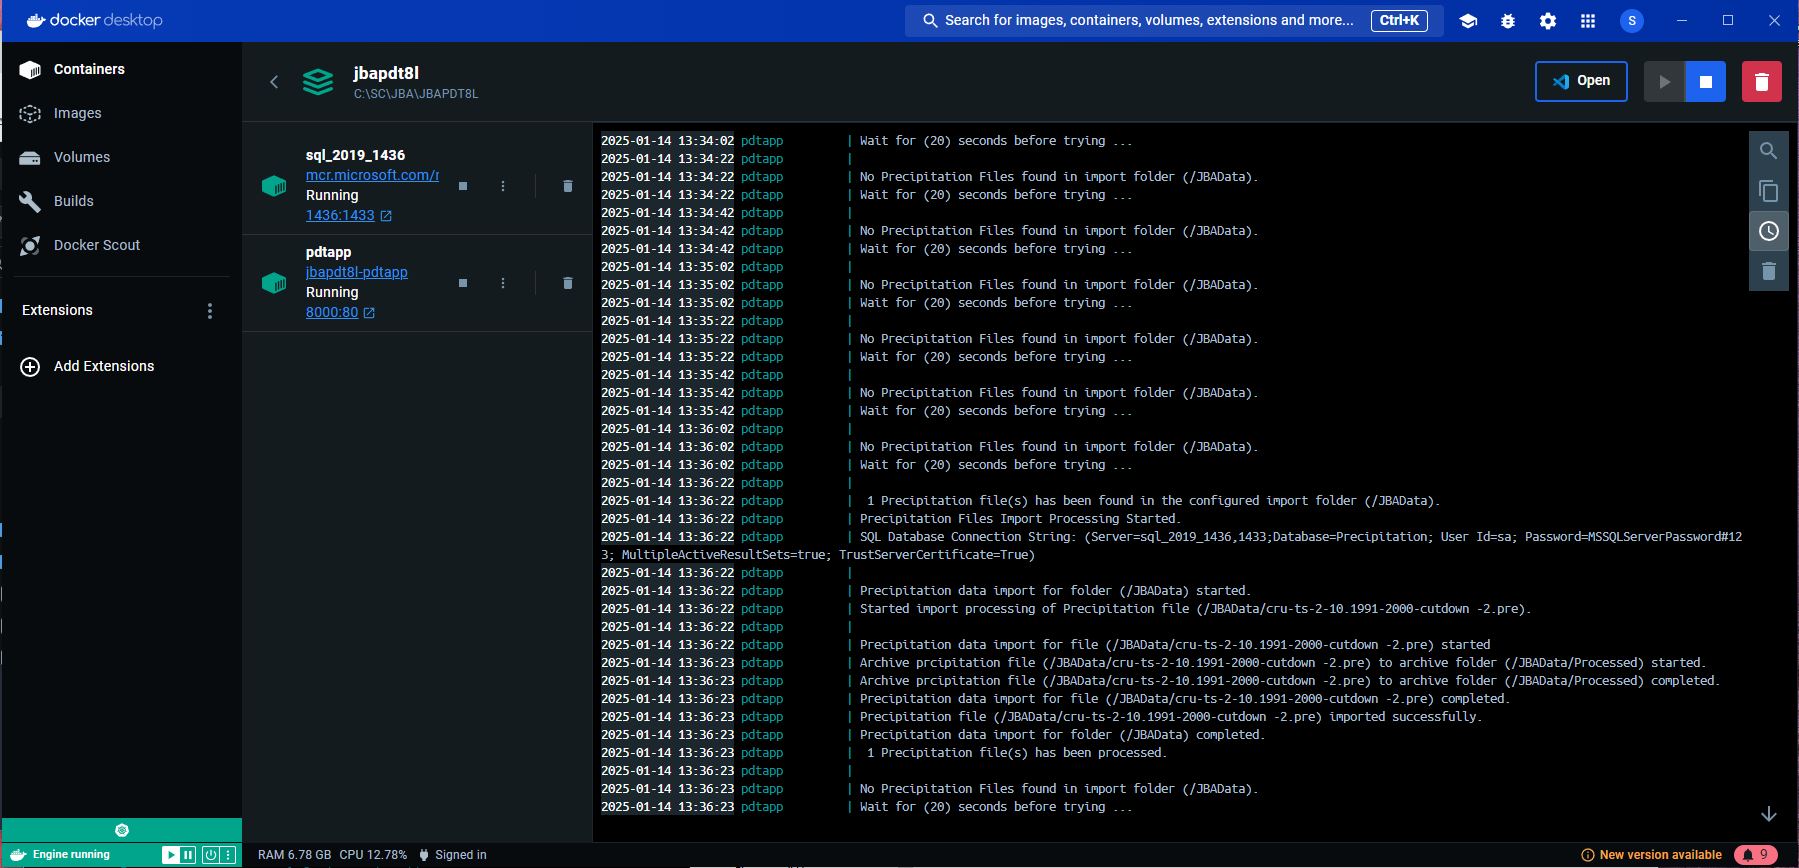 docker desktop
Search for images, containers, volumes, extensions and more... Ctrl+K
S
Containers
Images
Volumes
Builds
Docker Scout
Extensions
Add Extensions
jbapdt8l
C:\SC\JBA\JBAPDT8L
Open
sql_2019_1436
mcr.microsoft.com/r
Running
1436:1433
pdtapp
jbapdt8l-pdtapp
Running
8000:80
2025-01-14 13:34:02 pdtapp | Wait for (20) seconds before trying ...
2025-01-14 13:34:22 pdtapp |
2025-01-14 13:34:22 pdtapp | No Precipitation Files found in import folder (/JBAData).
2025-01-14 13:34:22 pdtapp | Wait for (20) seconds before trying ...
2025-01-14 13:34:42 pdtapp |
2025-01-14 13:34:42 pdtapp | No Precipitation Files found in import folder (/JBAData).
2025-01-14 13:34:42 pdtapp | Wait for (20) seconds before trying ...
2025-01-14 13:35:02 pdtapp |
2025-01-14 13:35:02 pdtapp | No Precipitation Files found in import folder (/JBAData).
2025-01-14 13:35:02 pdtapp | Wait for (20) seconds before trying ...
2025-01-14 13:35:22 pdtapp |
2025-01-14 13:35:22 pdtapp | No Precipitation Files found in import folder (/JBAData).
2025-01-14 13:35:22 pdtapp | Wait for (20) seconds before trying ...
2025-01-14 13:35:42 pdtapp |
2025-01-14 13:35:42 pdtapp | No Precipitation Files found in import folder (/JBAData).
2025-01-14 13:35:42 pdtapp | Wait for (20) seconds before trying ...
2025-01-14 13:36:02 pdtapp |
2025-01-14 13:36:02 pdtapp | No Precipitation Files found in import folder (/JBAData).
2025-01-14 13:36:02 pdtapp | Wait for (20) seconds before trying ...
2025-01-14 13:36:22 pdtapp |
2025-01-14 13:36:22 pdtapp | 1 Precipitation file(s) has been found in the configured import folder (/JBAData).
2025-01-14 13:36:22 pdtapp | Precipitation Files Import Processing Started.
2025-01-14 13:36:22 pdtapp | SQL Database Connection String: (Server=sql_2019_1436,1433;Database=Precipitation; User Id=sa; Password=MSSQLServerPassword#12
3; MultipleActiveResultSets=true; TrustServerCertificate=True)
2025-01-14 13:36:22 pdtapp |
2025-01-14 13:36:22 pdtapp | Precipitation data import for folder (/JBAData) started.
2025-01-14 13:36:22 pdtapp | Started import processing of Precipitation file (/JBAData/cru-ts-2-10.1991-2000-cutdown -2.pre).
2025-01-14 13:36:22 pdtapp |
2025-01-14 13:36:22 pdtapp | Precipitation data import for file (/JBAData/cru-ts-2-10.1991-2000-cutdown -2.pre) started
2025-01-14 13:36:23 pdtapp | Archive prcipitation file (/JBAData/cru-ts-2-10.1991-2000-cutdown -2.pre) to archive folder (/JBAData/Processed) started.
2025-01-14 13:36:23 pdtapp | Archive prcipitation file (/JBAData/cru-ts-2-10.1991-2000-cutdown -2.pre) to archive folder (/JBAData/Processed) completed.
2025-01-14 13:36:23 pdtapp | Precipitation data import for file (/JBAData/cru-ts-2-10.1991-2000-cutdown -2.pre) completed.
2025-01-14 13:36:23 pdtapp | Precipitation file (/JBAData/cru-ts-2-10.1991-2000-cutdown -2.pre) imported successfully.
2025-01-14 13:36:23 pdtapp | Precipitation data import for folder (/JBAData) completed.
2025-01-14 13:36:23 pdtapp | 1 Precipitation file(s) has been processed.
2025-01-14 13:36:23 pdtapp |
2025-01-14 13:36:23 pdtapp | No Precipitation Files found in import folder (/JBAData).
2025-01-14 13:36:23 pdtapp | Wait for (20) seconds before trying ...
Engine running
RAM 6.78 GB CPU 12.78% Signed in
New version available 9